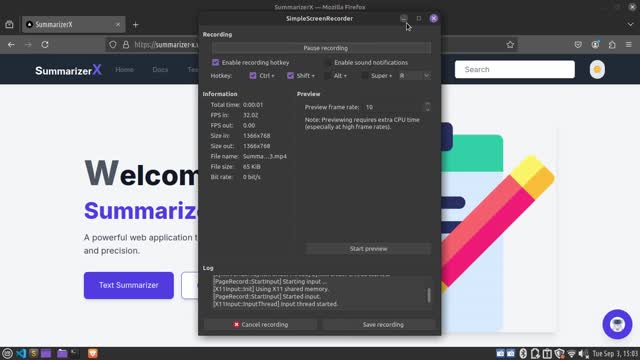 SummarizerX — Mozilla Firefox
SummarizerX
https://summarizer-x.
SummarizerX
Home
Docs
Search
Welcom
Summarize
A powerful web application t
and precision.
Text Summarizer
SimpleScreenRecorder
Recording
Pause recording
Enable recording hotkey
Enable sound notifications
Hotkey:
Ctrl +
Shift +
Alt +
Super +
R
Information
Total time: 0:00:01
FPS in: 32.02
FPS out: 0.00
Size in: 1366x768
Size out: 1366x768
File name: Summa...3.mp4
File size: 65 KiB
Bit rate: 0 bit/s
Preview
Preview frame rate: 10
Note: Previewing requires extra CPU time
(especially at high frame rates).
Start preview
Log
[PageRecord::StartInput] Starting input ...
[X11Input::Init] Using X11 shared memory.
[PageRecord::StartInput] Started input.
[X11Input::InputThread] Input thread started.
Cancel recording
Save recording
Tue Sep 3, 15:03